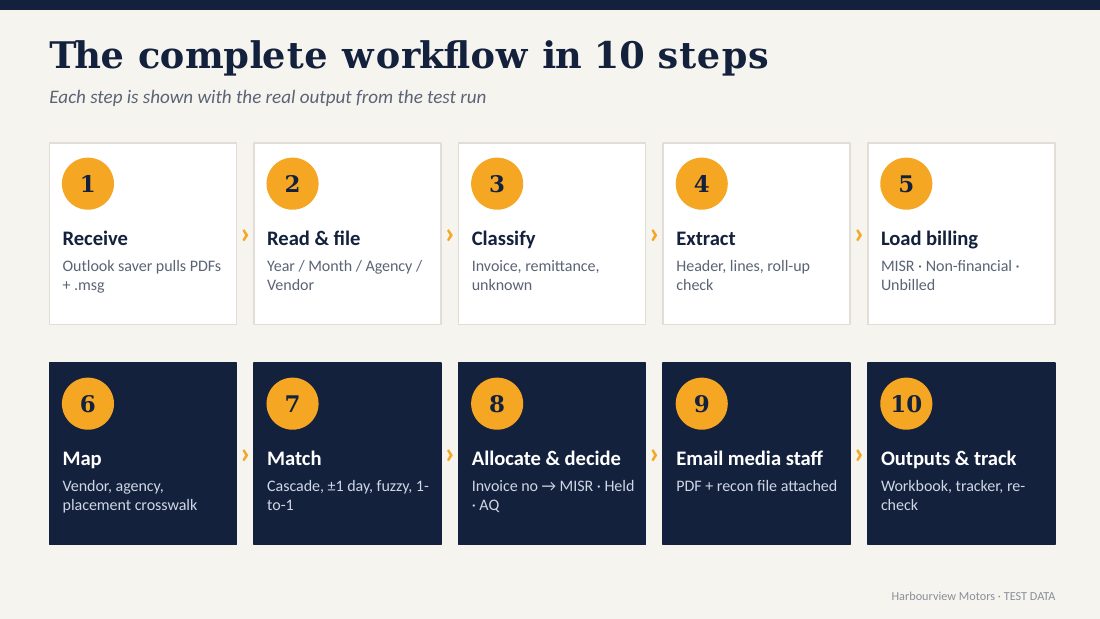 The complete workflow in 10 steps
Each step is shown with the real output from the test run
1
Receive
Outlook saver pulls PDFs
+ .msg
›
2
Read & file
Year / Month / Agency /
Vendor
›
3
Classify
Invoice, remittance,
unknown
›
4
Extract
Header, lines, roll-up
check
›
5
Load billing
MISR · Non-financial ·
Unbilled
6
Map
Vendor, agency,
placement crosswalk
›
7
Match
Cascade, ±1 day, fuzzy, 1-
to-1
›
8
Allocate & decide
Invoice no → MISR · Held
· AQ
›
9
Email media staff
PDF + recon file attached
›
10
Outputs & track
Workbook, tracker, re-
check
Harbourview Motors · TEST DATA